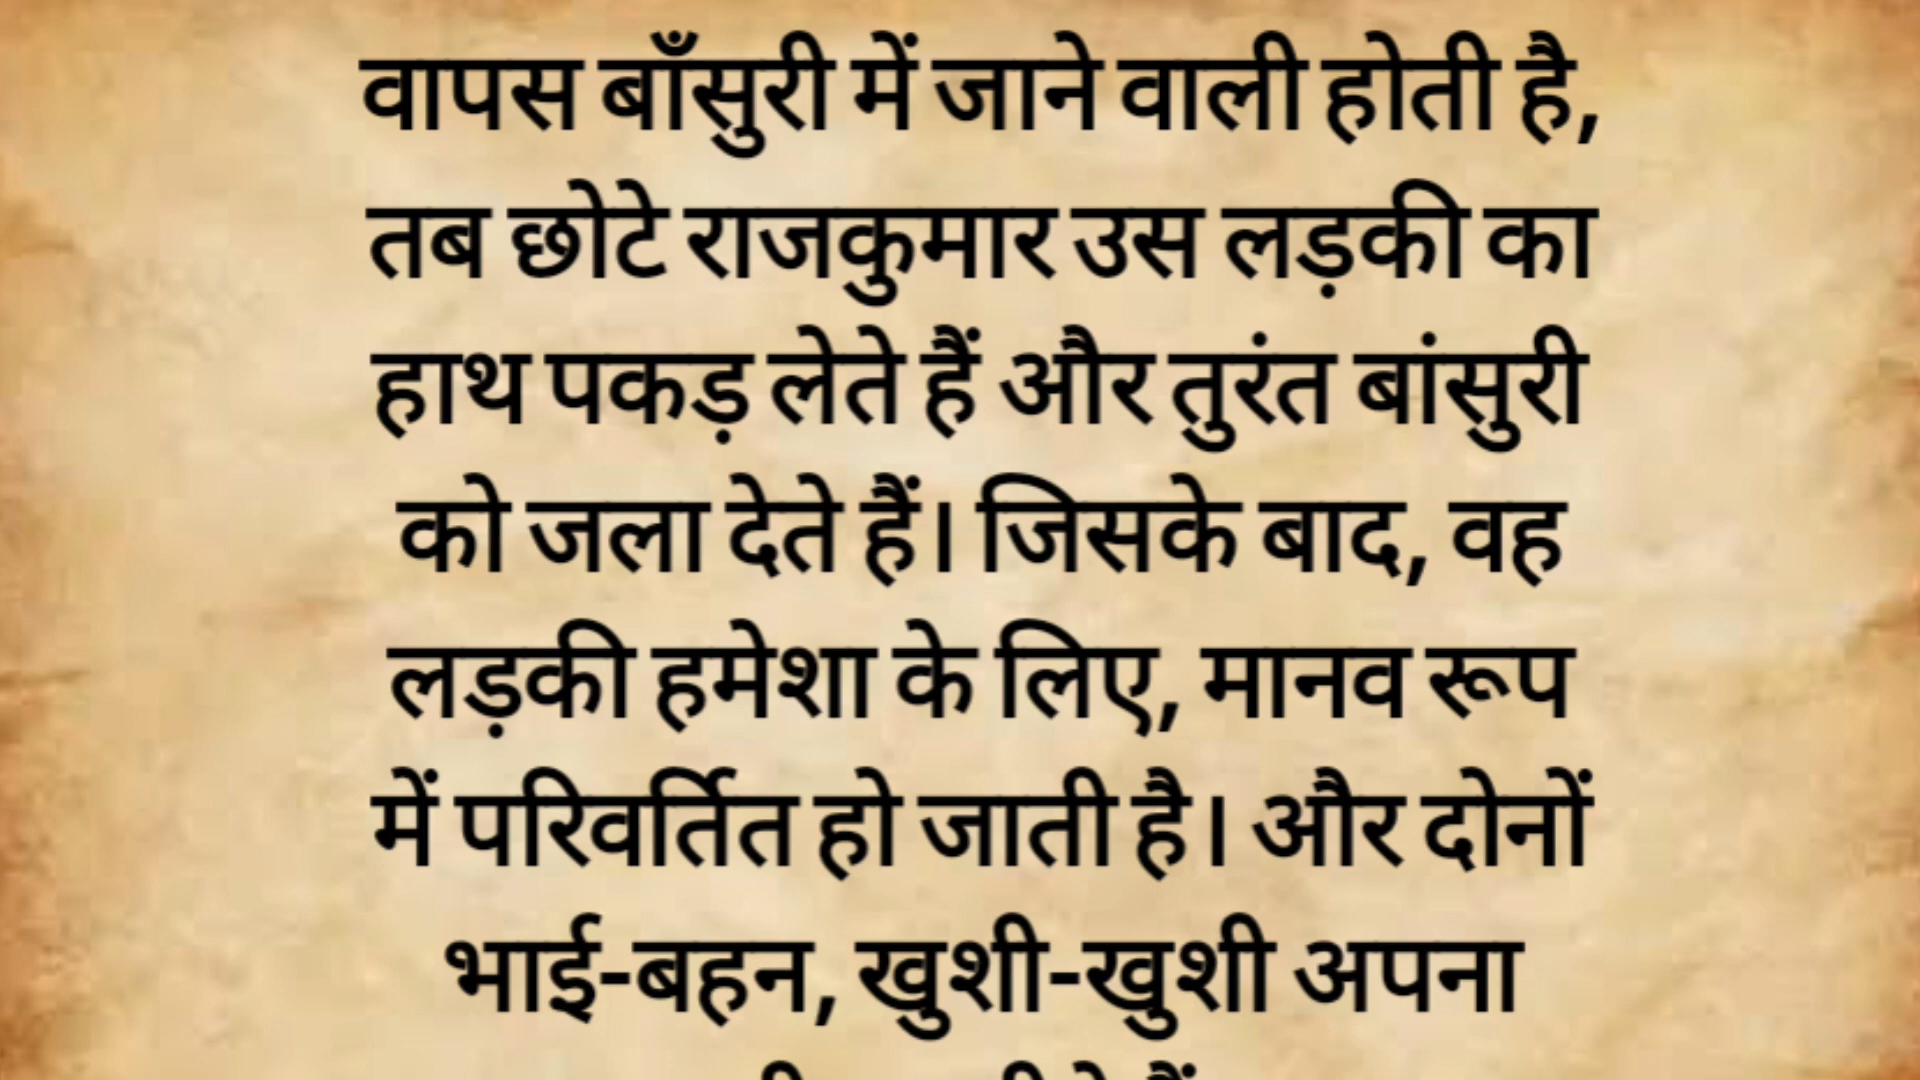 वापस बाँसुरी में जाने वाली होती है,
तब छोटे राजकुमार उस लड़की का
हाथ पकड़ लेते हैं और तुरंत बांसुरी
को जला देते हैं। जिसके बाद, वह
लड़की हमेशा के लिए, मानव रूप
में परिवर्तित हो जाती है। और दोनों
भाई-बहन, खुशी-खुशी अपना